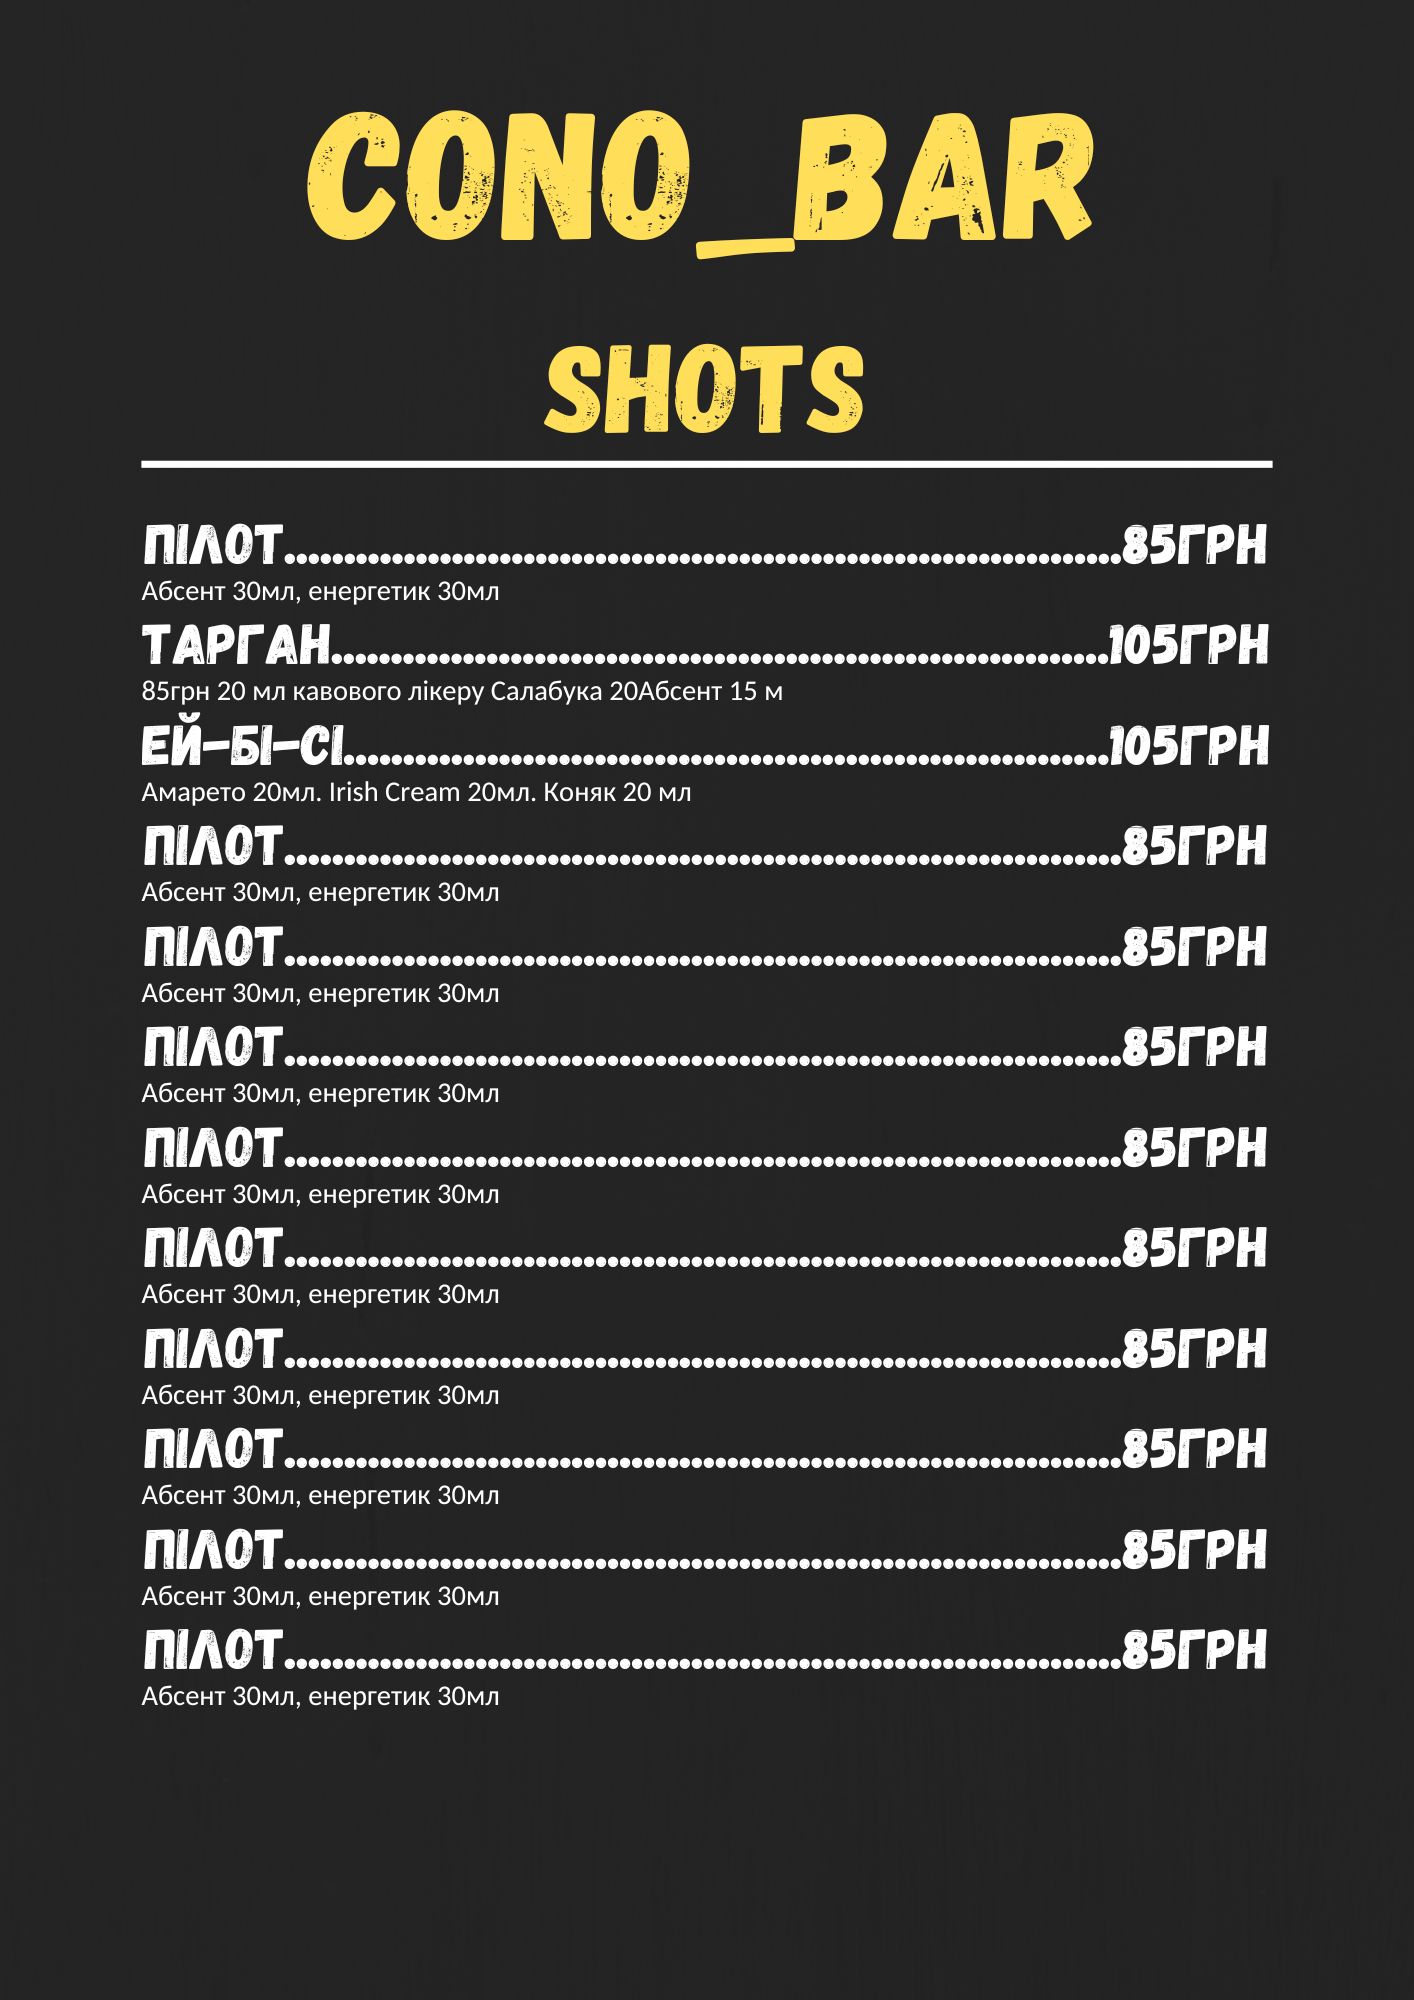 CONO_BAR
SHOTS
ПІЛОТ......................................................................85ГРН
Абсент 30мл, енергетик 30мл
ТАРГАН.................................................................105ГРН
85грн 20 мл кавового лікеру Салабука 20Абсент 15 м
ЕЙ-БІ-СІ................................................................105ГРН
Амарето 20мл. Irish Cream 20мл. Коняк 20 мл
ПІЛОТ......................................................................85ГРН
Абсент 30мл, енергетик 30мл
ПІЛОТ......................................................................85ГРН
Абсент 30мл, енергетик 30мл
ПІЛОТ......................................................................85ГРН
Абсент 30мл, енергетик 30мл
ПІЛОТ......................................................................85ГРН
Абсент 30мл, енергетик 30мл
ПІЛОТ......................................................................85ГРН
Абсент 30мл, енергетик 30мл
ПІЛОТ......................................................................85ГРН
Абсент 30мл, енергетик 30мл
ПІЛОТ......................................................................85ГРН
Абсент 30мл, енергетик 30мл
ПІЛОТ......................................................................85ГРН
Абсент 30мл, енергетик 30мл
ПІЛОТ......................................................................85ГРН
Абсент 30мл, енергетик 30мл